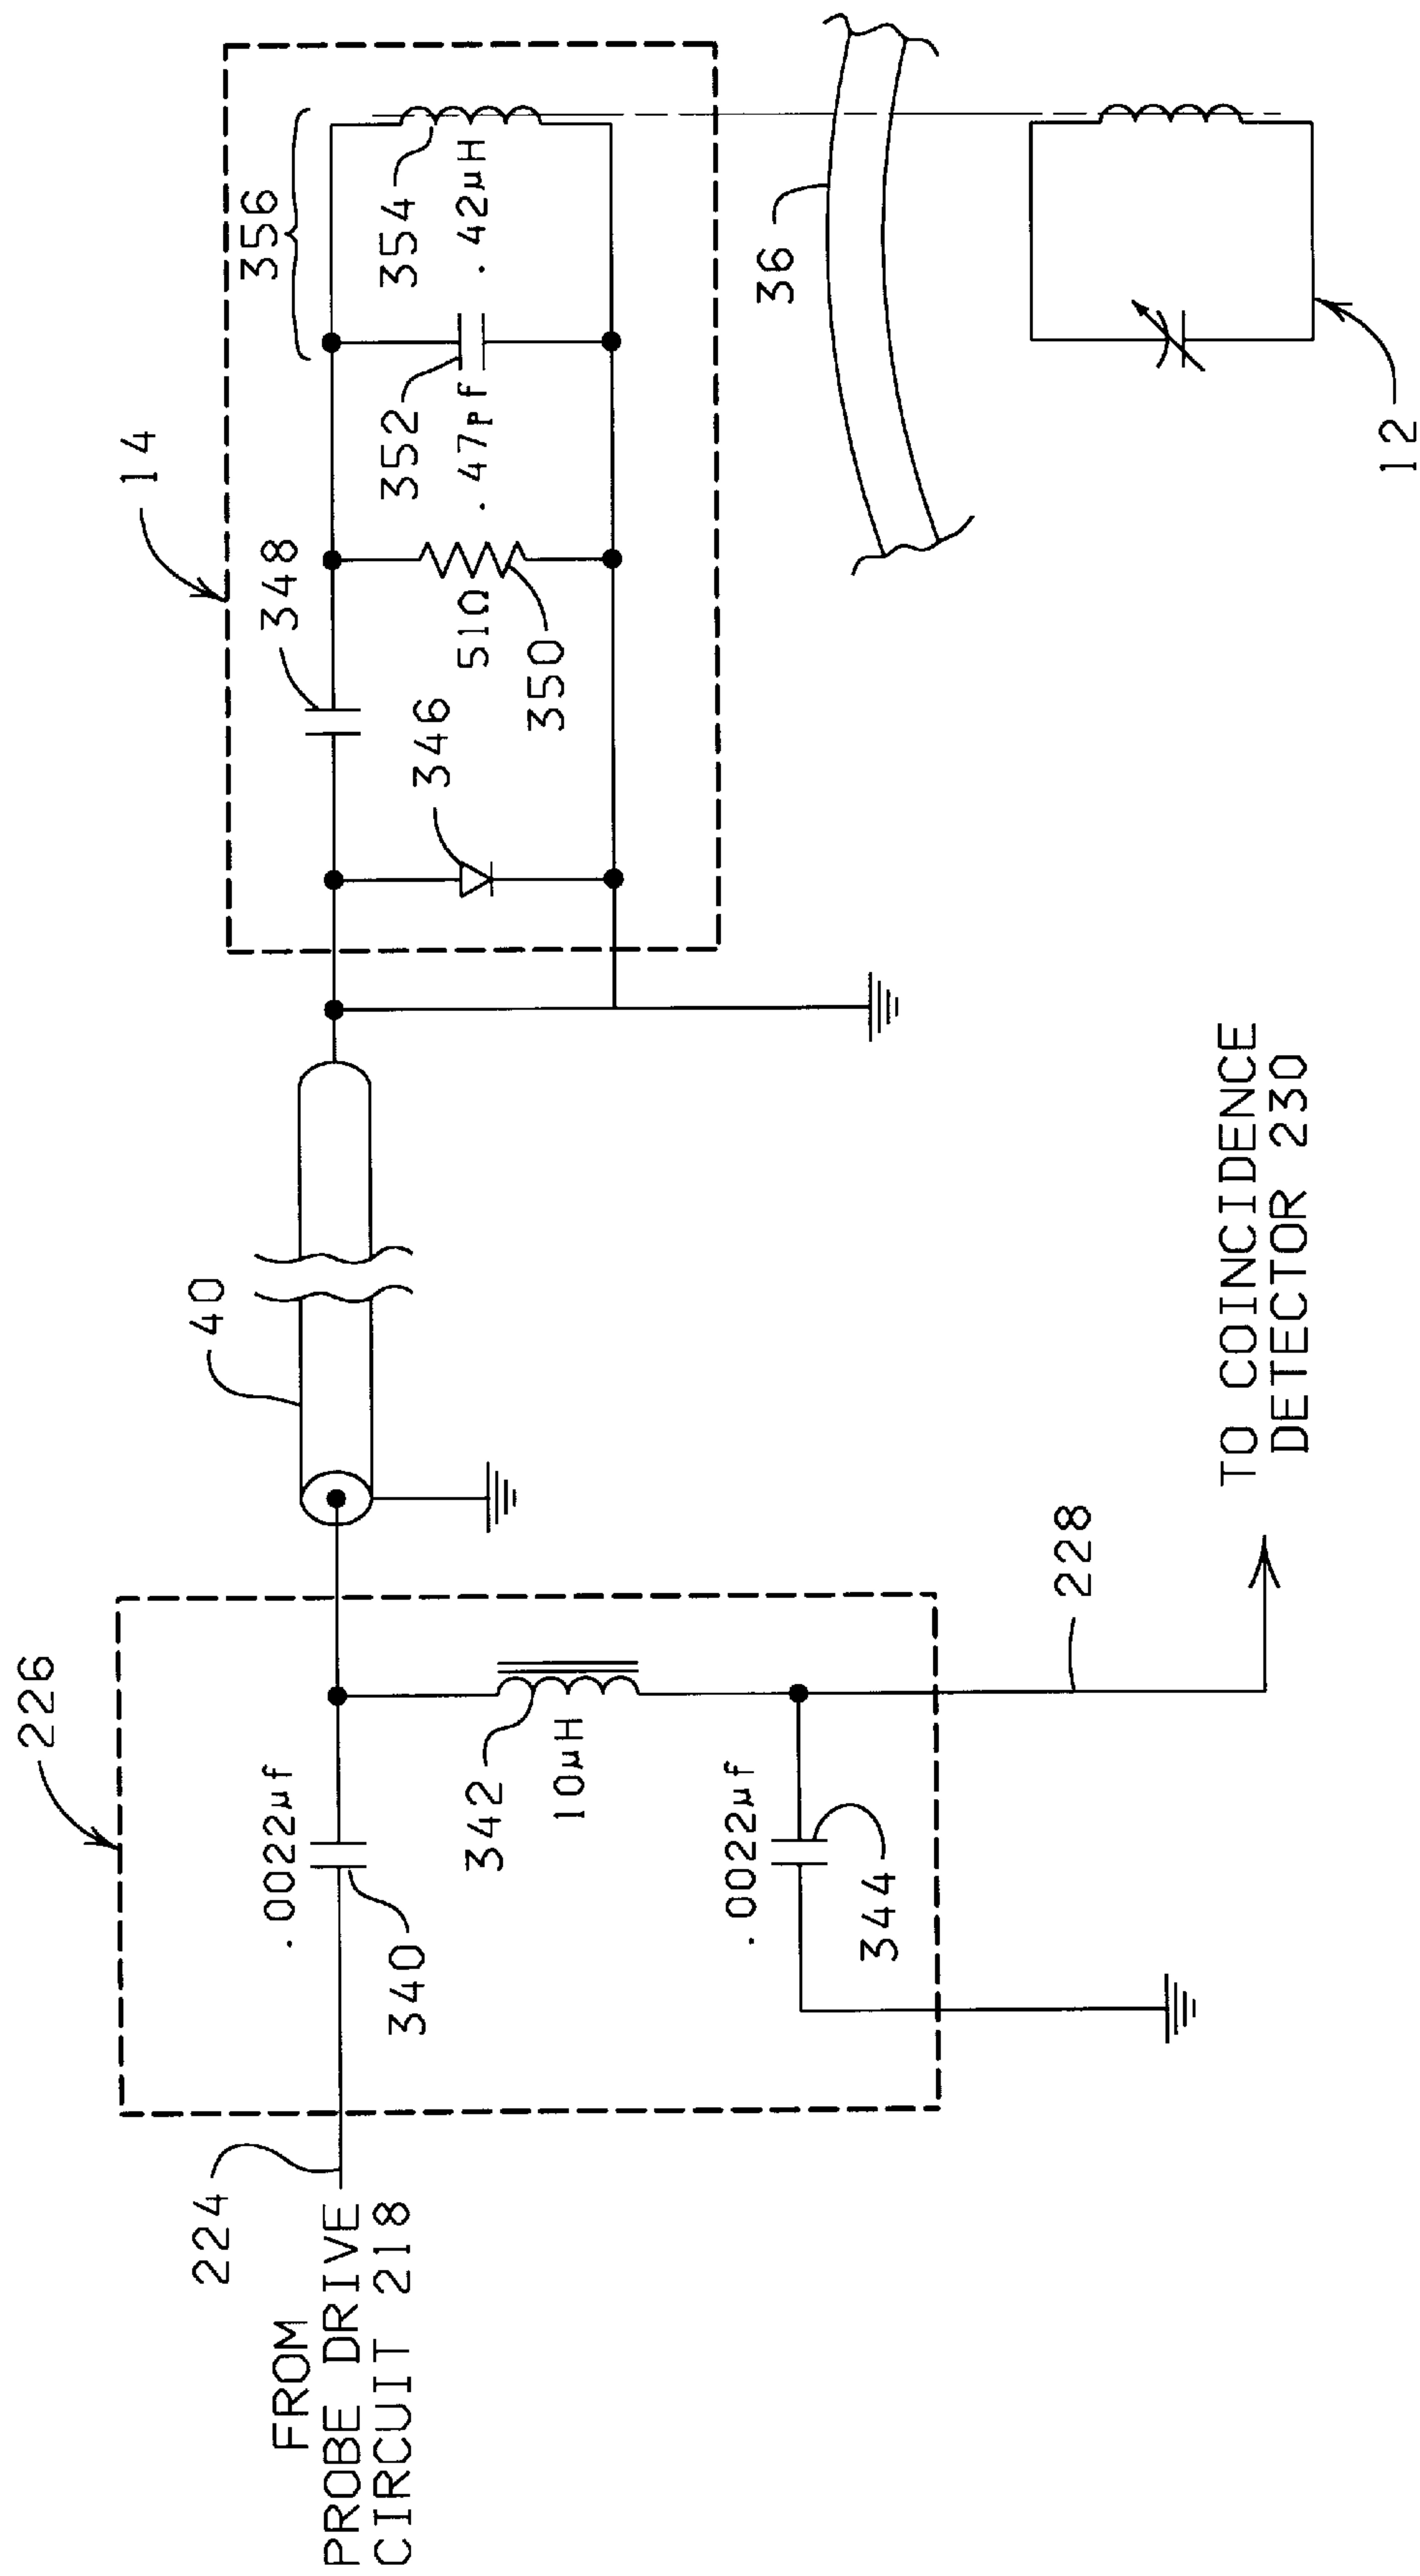 226
FROM
PROBE DRIVE
CIRCUIT 218
224
.0022µf
340
342
10µH
.0022µf
344
228
TO COINCIDENCE
DETECTOR 230
40
14
348
346
51Ω
350
352
.47pf
356
354
.42µH
36
12